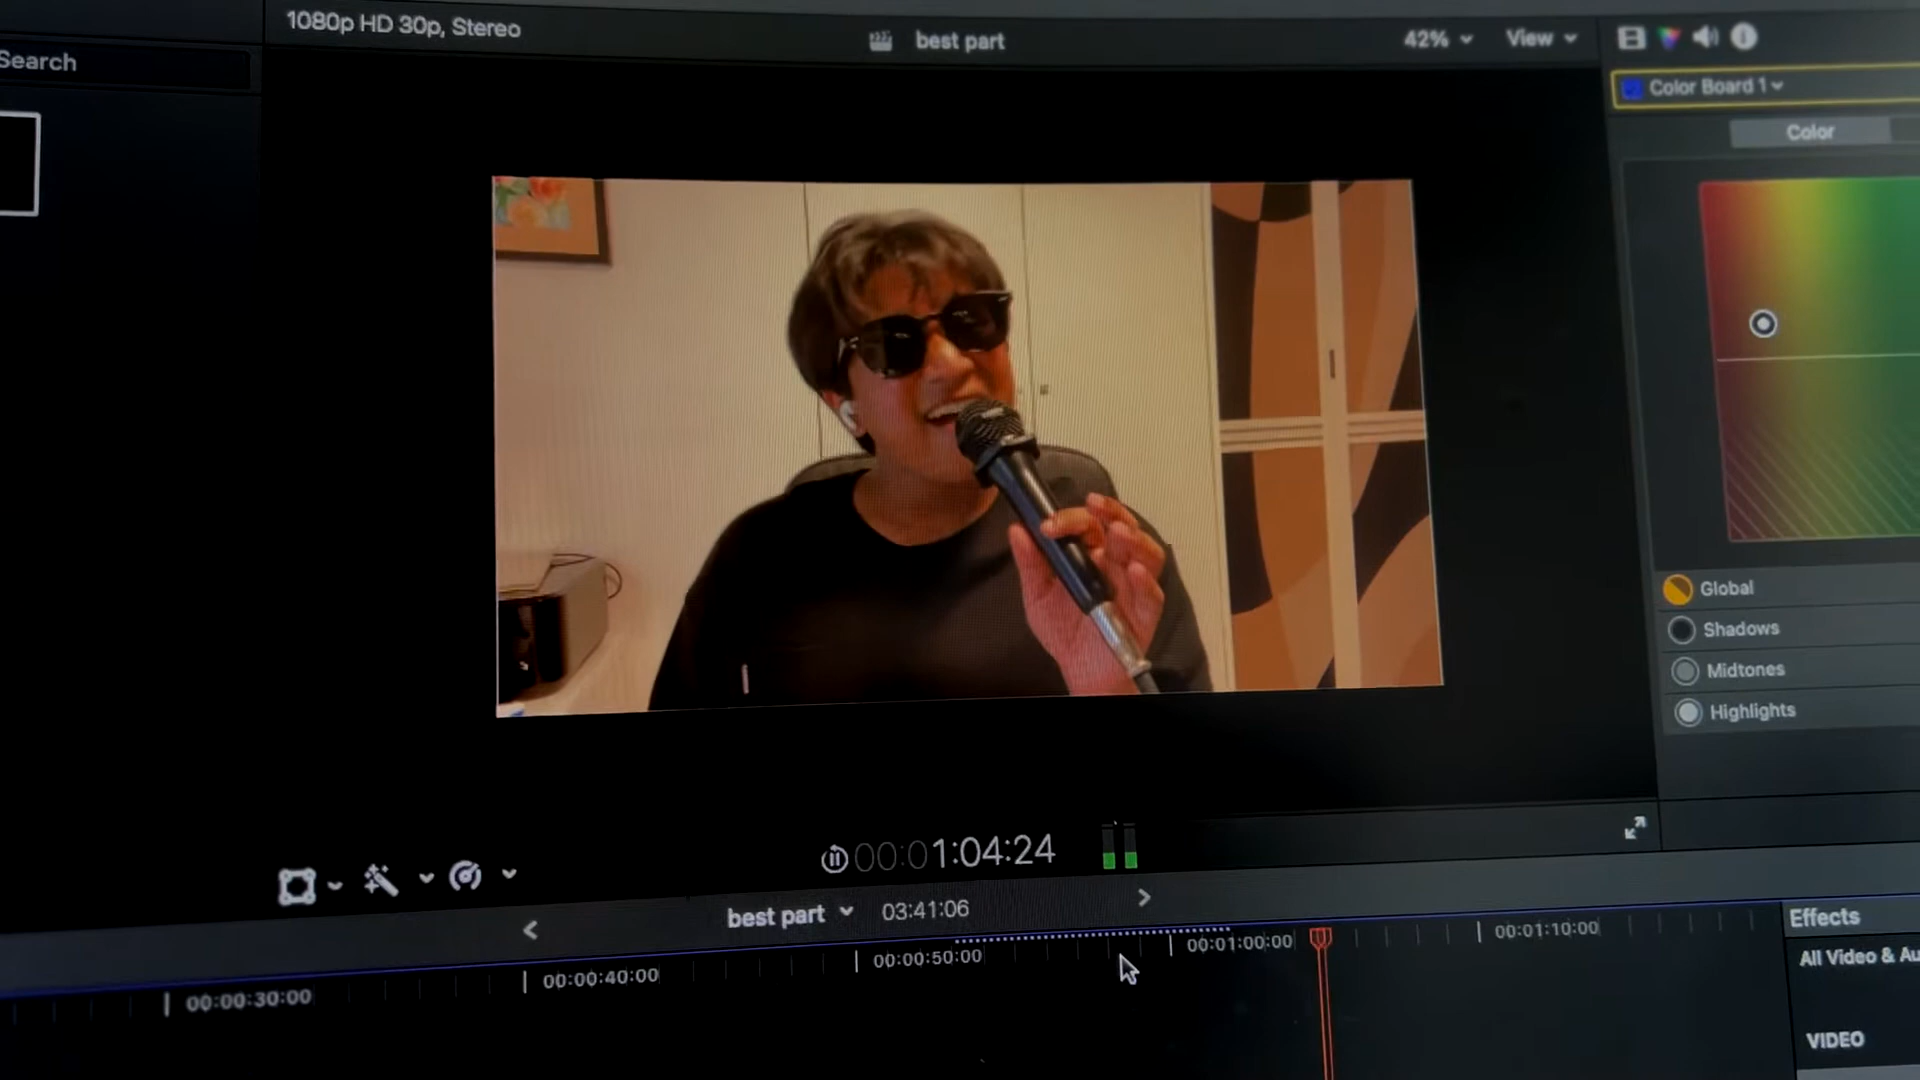 1080p HD 30p, Stereo
best part
42%
View
Search
Color Board 1
Color
Global
Shadows
Midtones
Highlights
00:01:04:24
best part
03:41:06
00:00:30:00
00:00:40:00
00:00:50:00
00:01:00:00
00:01:10:00
Effects
All Video & Au
VIDEO